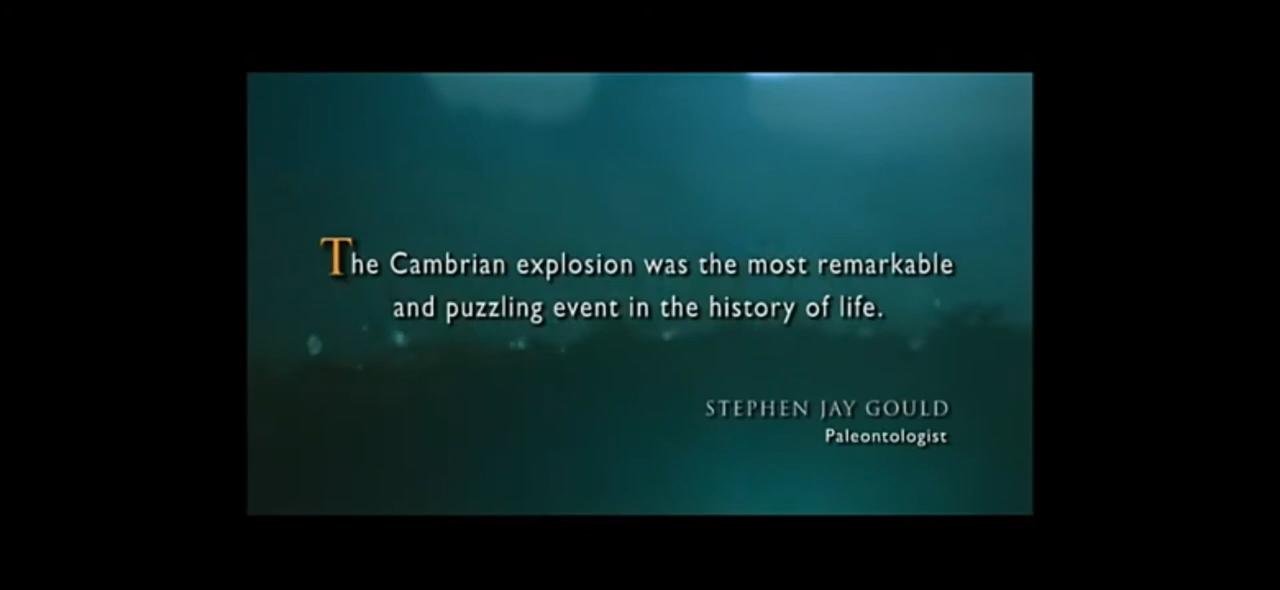 The Cambrian explosion was the most remarkable
and puzzling event in the history of life.
STEPHEN JAY GOULD
Paleontologist